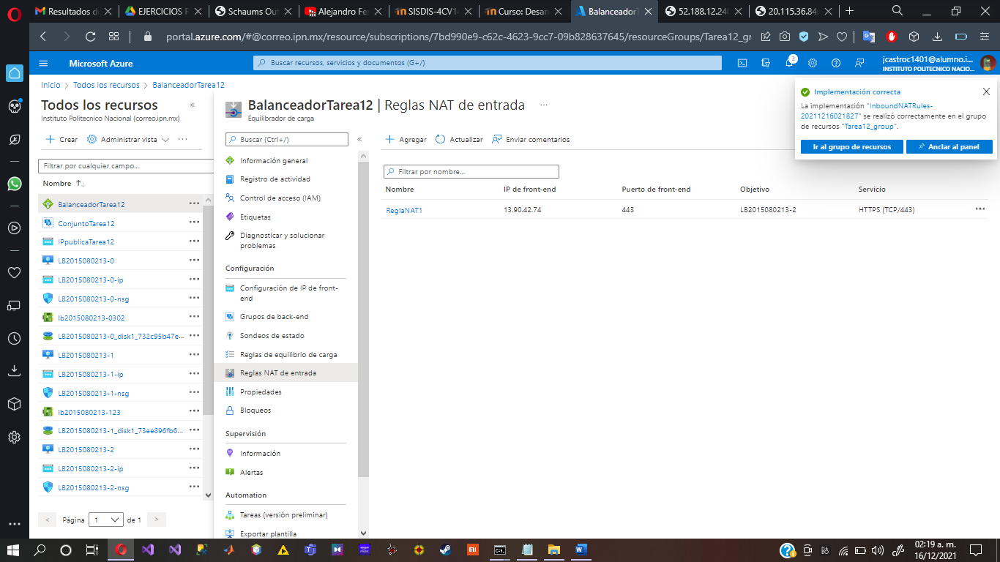 Resultados d
EJERCICIOS R
Schaums Out
Alejandro Fe
SISDIS-4CV1
Curso: Desar
BalanceadorT
52.188.12.24
20.115.36.84
portal.azure.com/#@correo.ipn.mx/resource/subscriptions/7bd990e9-c62c-4623-9cc7-09b828637645/resourceGroups/Tarea12_gr
Microsoft Azure
Buscar recursos, servicios y documentos (G+/)
3
jcastroc1401@alumno.i...
INSTITUTO POLITECNICO NACIO...
Inicio > Todos los recursos > BalanceadorTarea12
Todos los recursos
Instituto Politecnico Nacional (correo.ipn.mx)
Crear
Administrar vista
Filtrar por cualquier campo...
Nombre
BalanceadorTarea12
ConjuntoTarea12
IPpublicaTarea12
LB2015080213-0
LB2015080213-0-ip
LB2015080213-0-nsg
lb2015080213-0302
LB2015080213-0_disk1_732c95b47e...
LB2015080213-1
LB2015080213-1-ip
LB2015080213-1-nsg
lb2015080213-123
LB2015080213-1_disk1_73ee896fb6...
LB2015080213-2
LB2015080213-2-ip
LB2015080213-2-nsg
< Página 1 de 1 >
BalanceadorTarea12 | Reglas NAT de entrada ...
Equilibrador de carga
Buscar (Ctrl+/)
Información general
Registro de actividad
Control de acceso (IAM)
Etiquetas
Diagnosticar y solucionar
problemas
Configuración
Configuración de IP de front-
end
Grupos de back-end
Sondeos de estado
Reglas de equilibrio de carga
Reglas NAT de entrada
Propiedades
Bloqueos
Supervisión
Información
Alertas
Automation
Tareas (versión preliminar)
Exportar plantilla
Agregar
Actualizar
Enviar comentarios
Filtrar por nombre...
Nombre IP de front-end Puerto de front-end Objetivo Servicio
ReglaNAT1 13.90.42.74 443 LB2015080213-2 HTTPS (TCP/443)
Implementación correcta
La implementación "InboundNATRules-
20211216021827" se realizó correctamente en el grupo
de recursos "Tarea12_group".
Ir al grupo de recursos
Anclar al panel
02:19 a. m.
16/12/2021